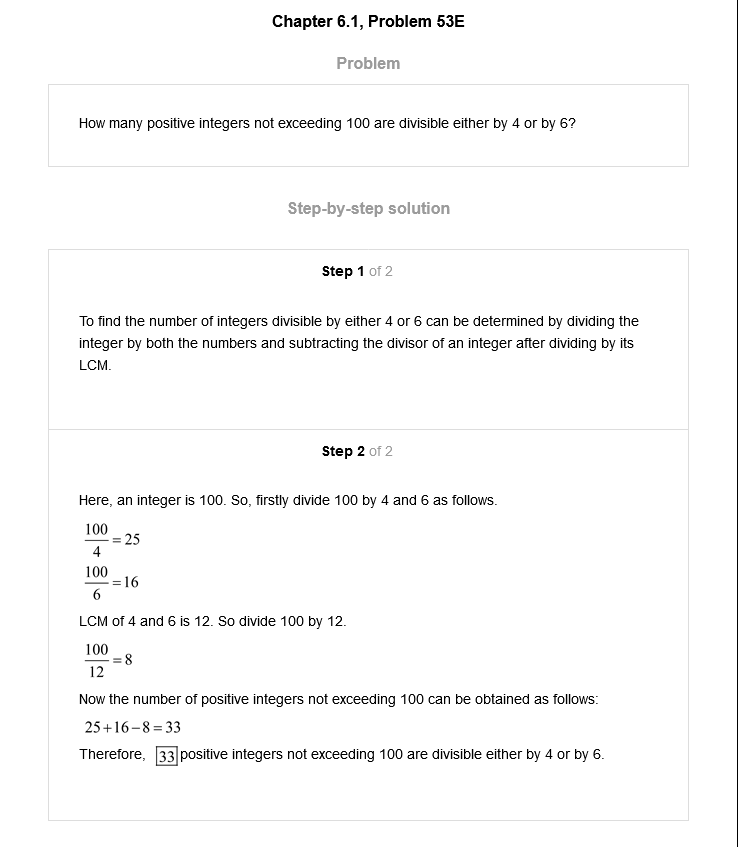 Chapter 6.1, Problem 53E
Problem
How many positive integers not exceeding 100 are divisible either by 4 or by 6?
Step-by-step solution
Step 1 of 2
To find the number of integers divisible by either 4 or 6 can be determined by dividing the
integer by both the numbers and subtracting the divisor of an integer after dividing by its
LCM.
Step 2 of 2
Here, an integer is 100. So, firstly divide 100 by 4 and 6 as follows.
100/4 = 25
100/6 = 16
LCM of 4 and 6 is 12. So divide 100 by 12.
100/12 = 8
Now the number of positive integers not exceeding 100 can be obtained as follows:
25+16−8=33
Therefore, 33 positive integers not exceeding 100 are divisible either by 4 or by 6.